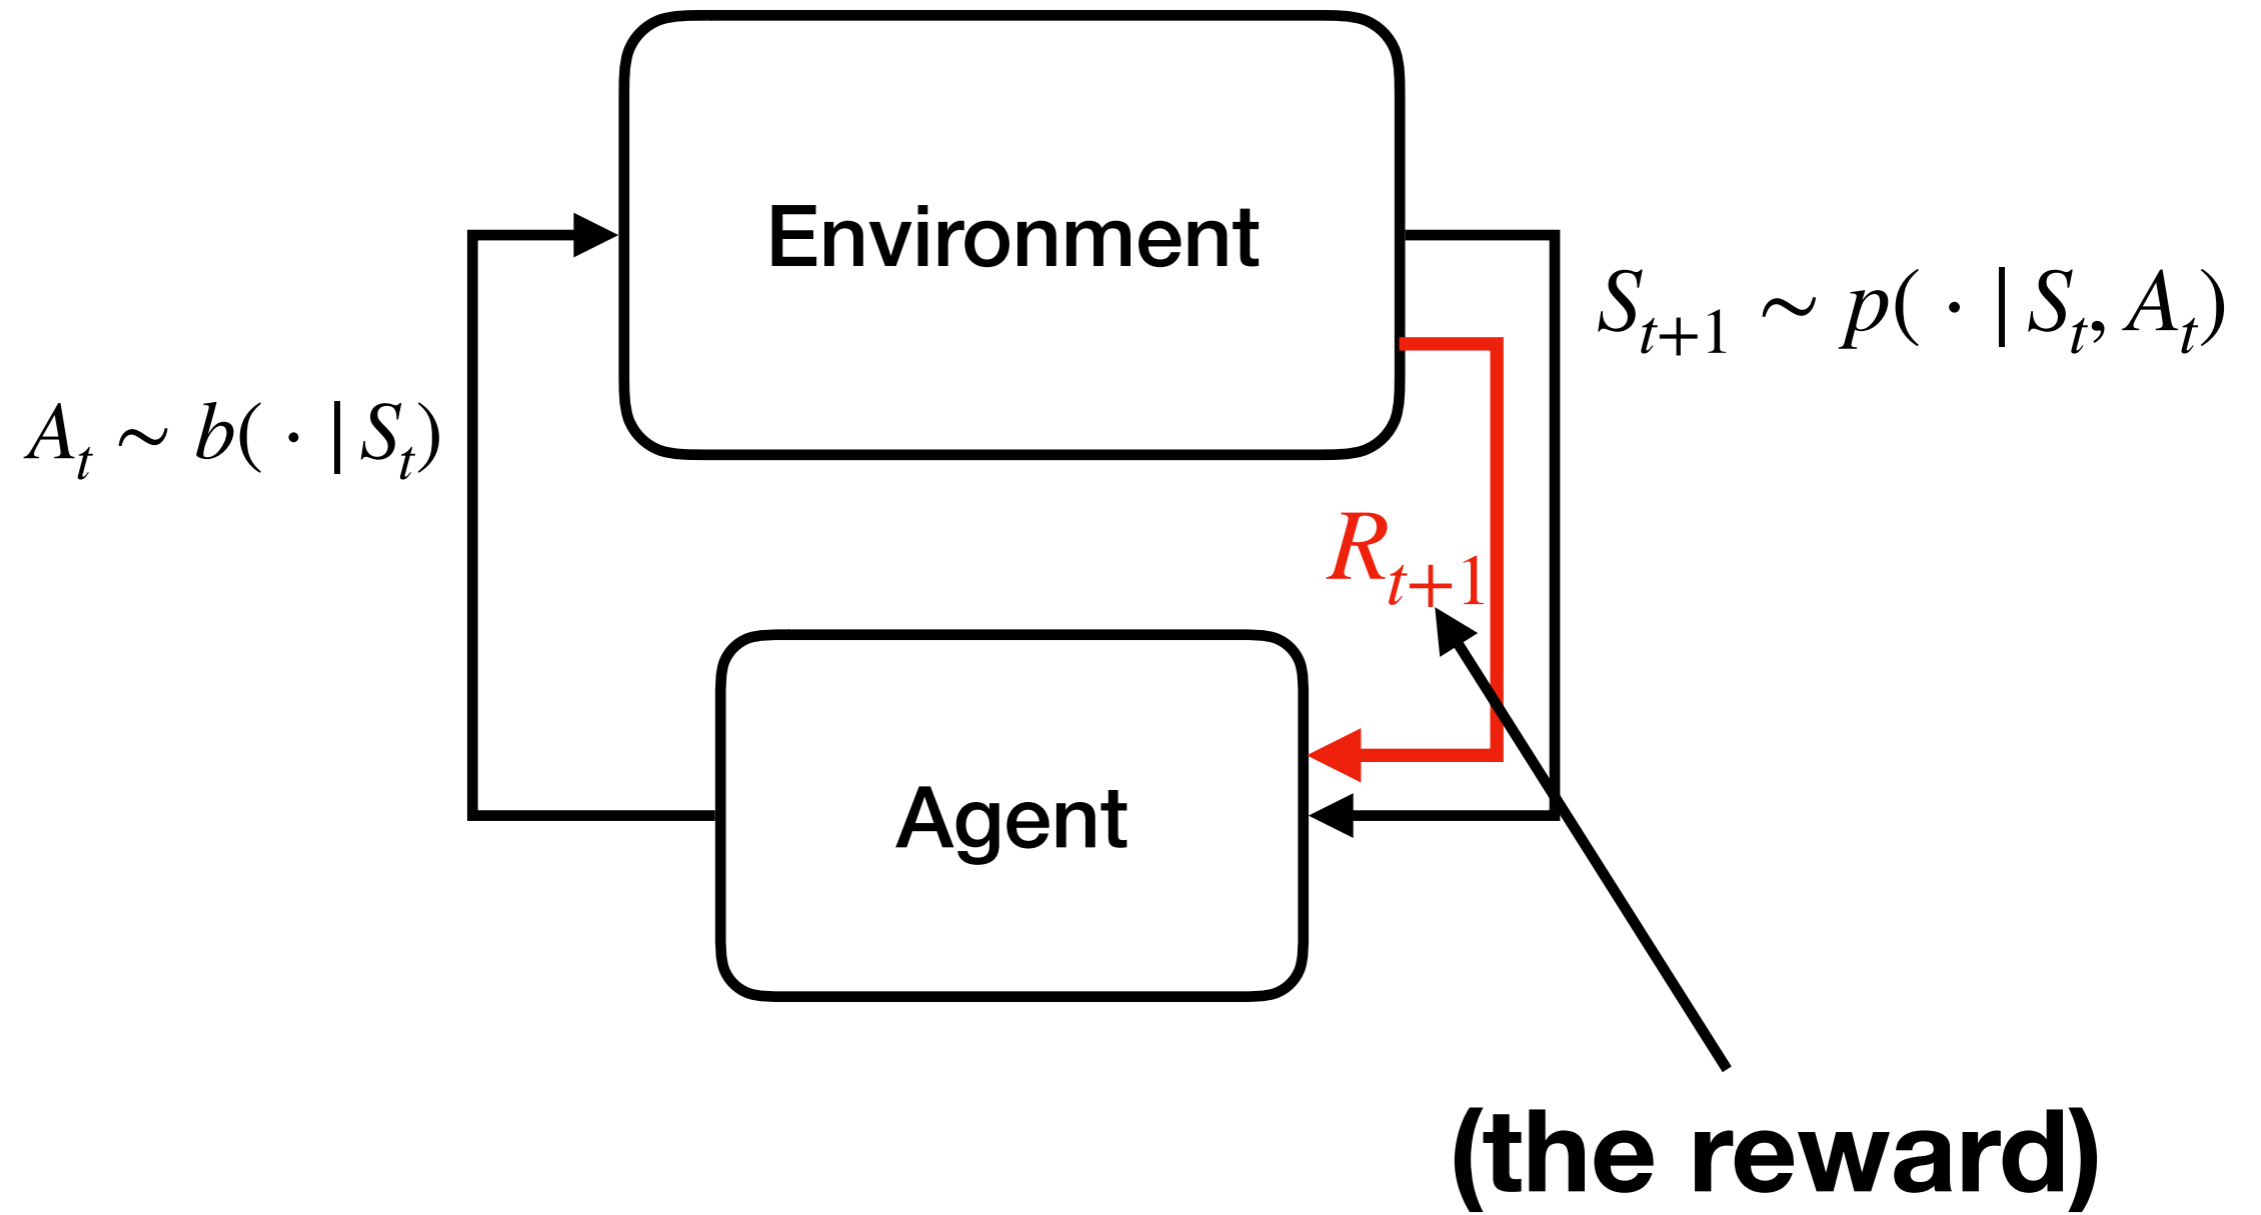 Environment
S_{t+1} ∼ p( · | S_t, A_t)
A_t ∼ b( · | S_t)
R_{t+1}
Agent
(the reward)